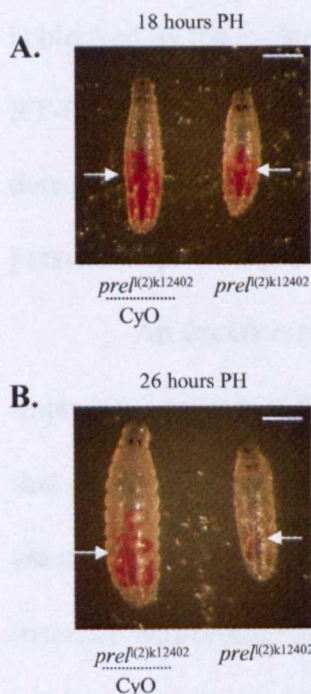 18 hours PH
A.
prel^l(2)k12402 prel^l(2)k12402
CyO
26 hours PH
B.
prel^l(2)k12402 prel^l(2)k12402
CyO